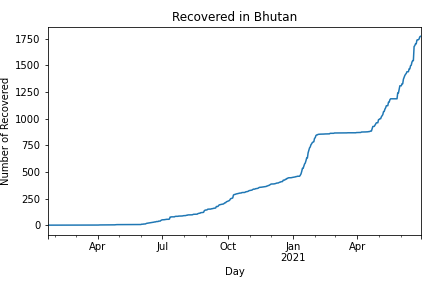 Recovered in Bhutan
Number of Recovered
1750
1500
1250
1000
750
500
250
0
Apr
Jul
Oct
Jan
2021
Apr
Day